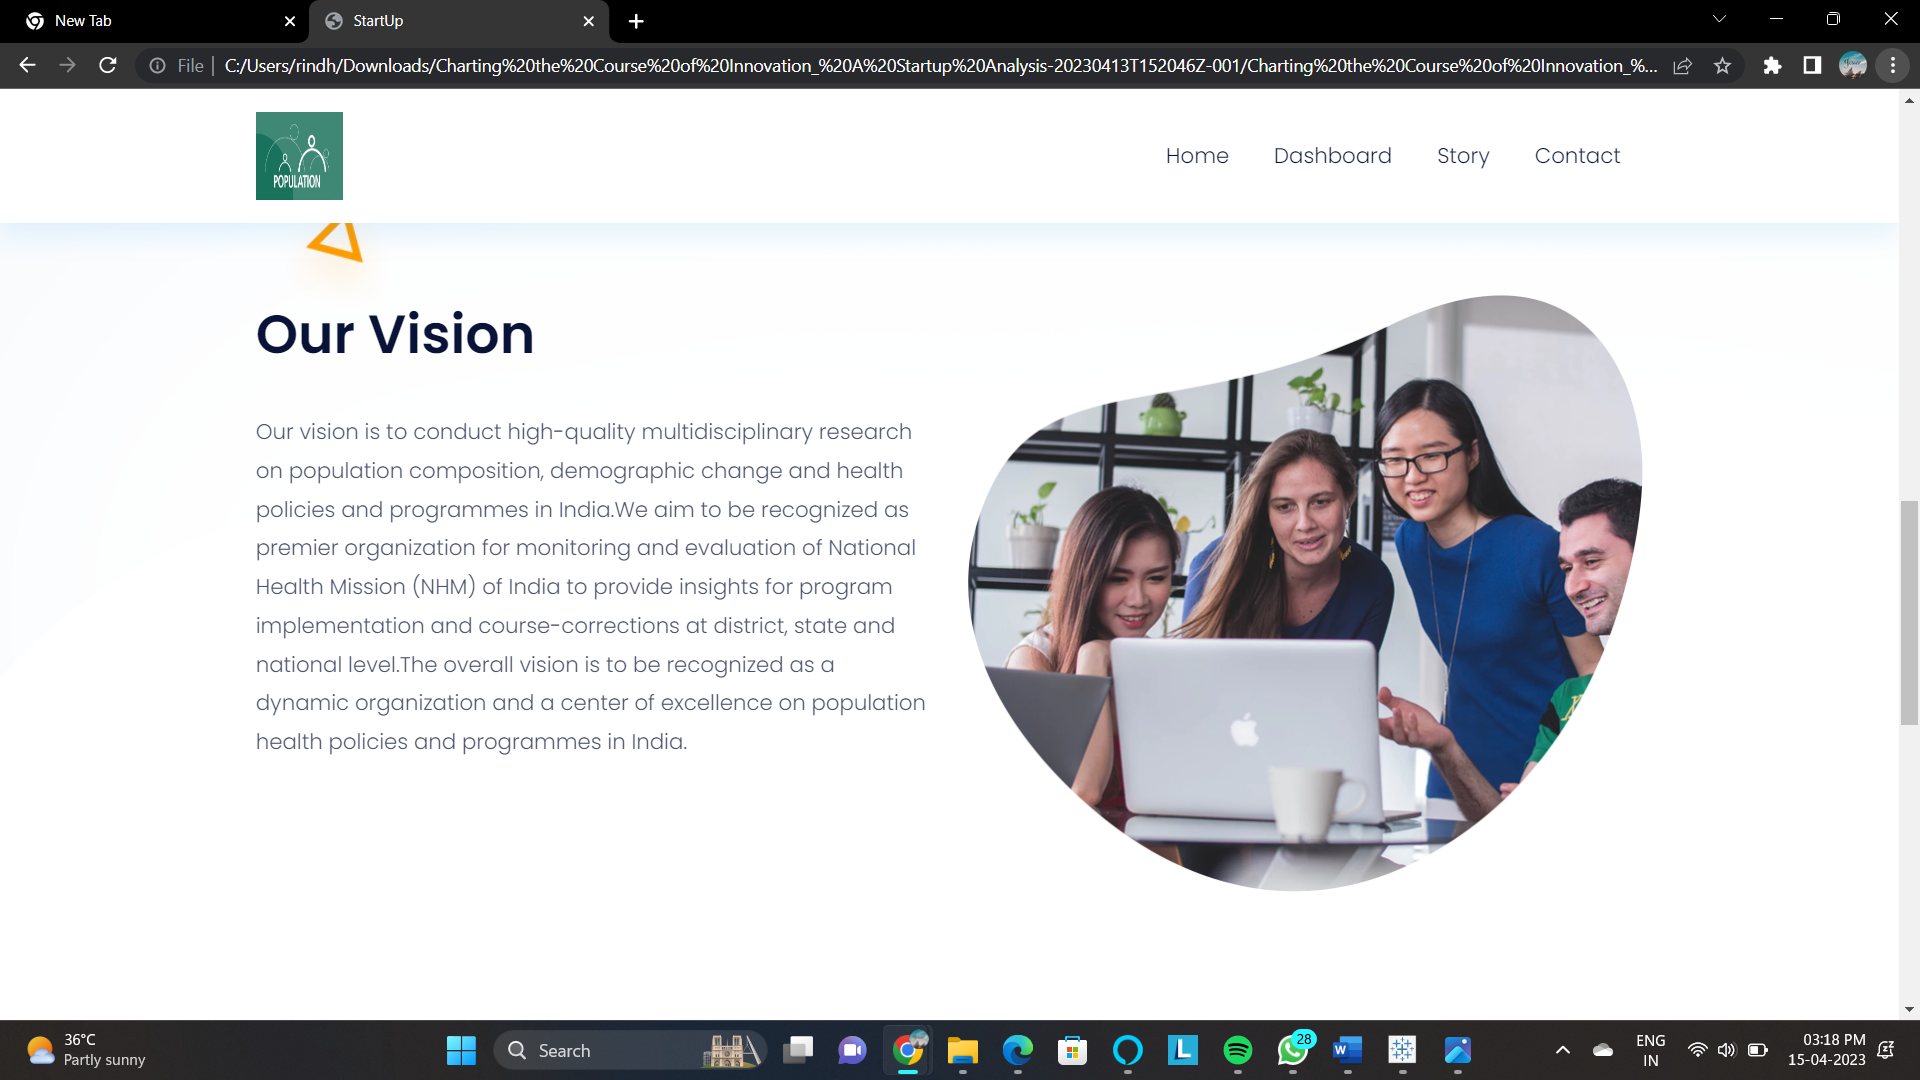 New Tab
StartUp
File
C:/Users/rindh/Downloads/Charting%20the%20Course%20of%20Innovation_%20A%20Startup%20Analysis-20230413T152046Z-001/Charting%20the%20Course%20of%20Innovation_%...
POPULATION
Home
Dashboard
Story
Contact
Our Vision
Our vision is to conduct high-quality multidisciplinary research
on population composition, demographic change and health
policies and programmes in India.We aim to be recognized as
premier organization for monitoring and evaluation of National
Health Mission (NHM) of India to provide insights for program
implementation and course-corrections at district, state and
national level.The overall vision is to be recognized as a
dynamic organization and a center of excellence on population
health policies and programmes in India.
36°C
Partly sunny
Search
L
28
W
ENG
IN
03:18 PM
15-04-2023